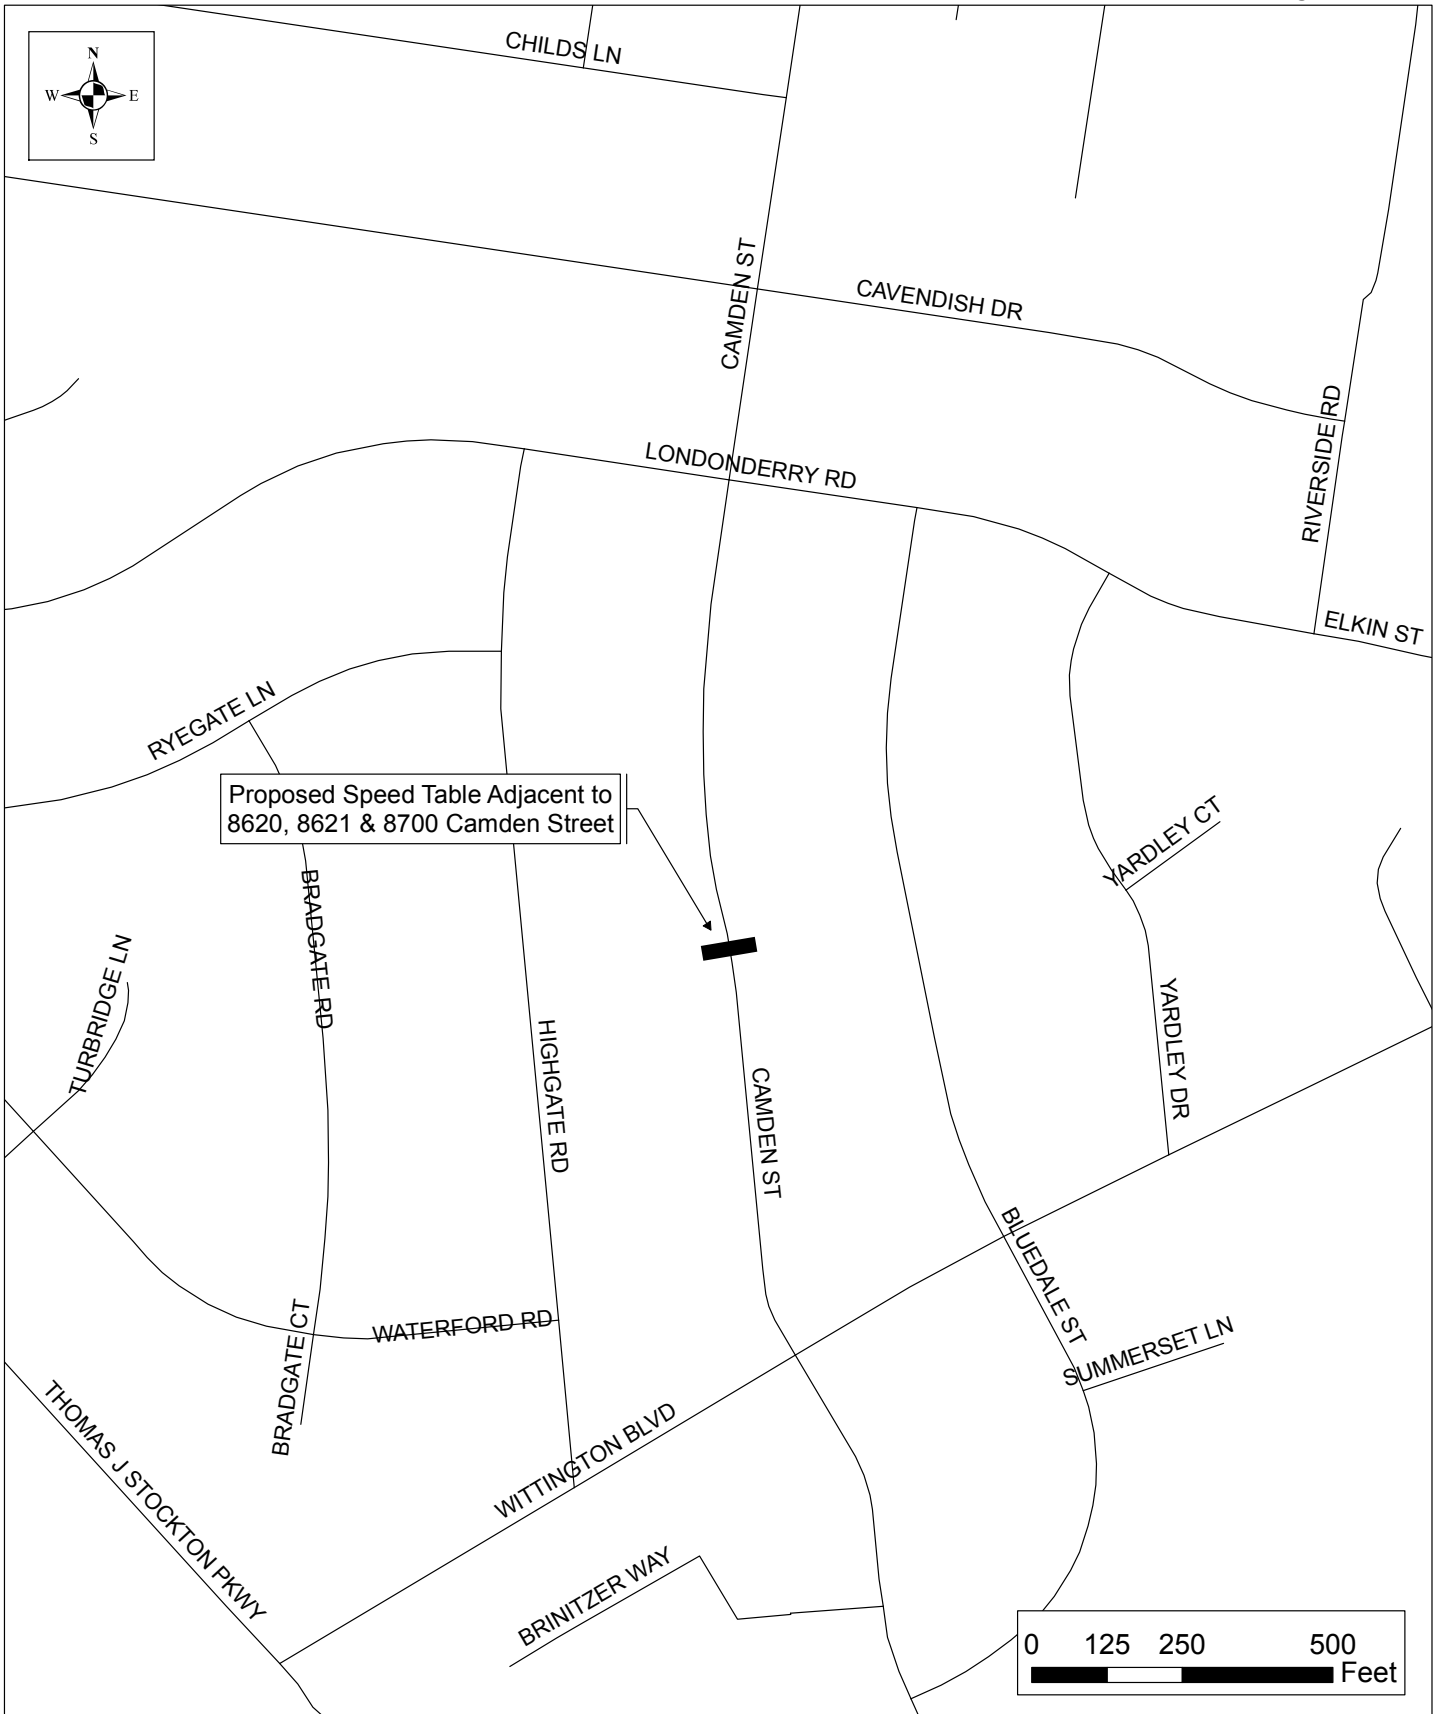 CHILDS LN
N
W E
S
CAMDEN ST
CAVENDISH DR
RIVERSIDE RD
LONDONDERRY RD
ELKIN ST
RYEGATE LN
Proposed Speed Table Adjacent to
8620, 8621 & 8700 Camden Street
YARDLEY CT
BRADGATE RD
TURBRIDGE LN
YARDLEY DR
HIGHGATE RD
CAMDEN ST
BLUEDALE ST
BRADGATE CT
WATERFORD RD
SUMMERSET LN
THOMAS J STOCKTON PKWY
WITTINGTON BLVD
BRINITZER WAY
0 125 250 500
Feet